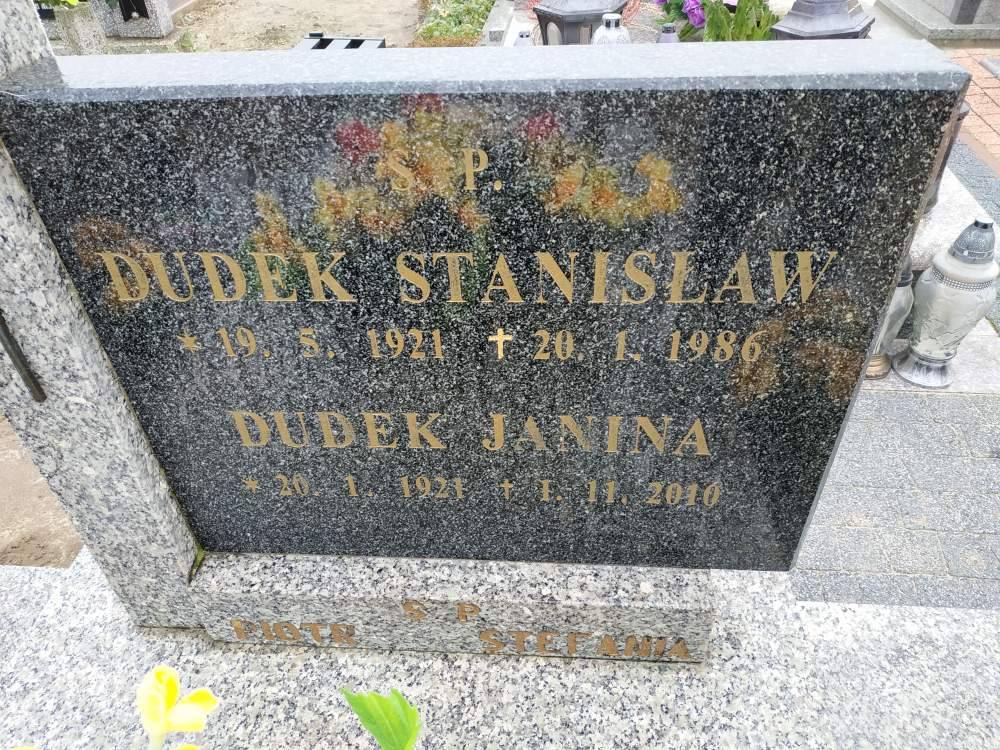 S. P.
DUDEK STANISŁAW
* 19. 5. 1921 ✝ 20. 1. 1986
DUDEK JANINA
* 20. 1. 1921 ✝ 1. 11. 2010
S P
PIOTR STEFANIA